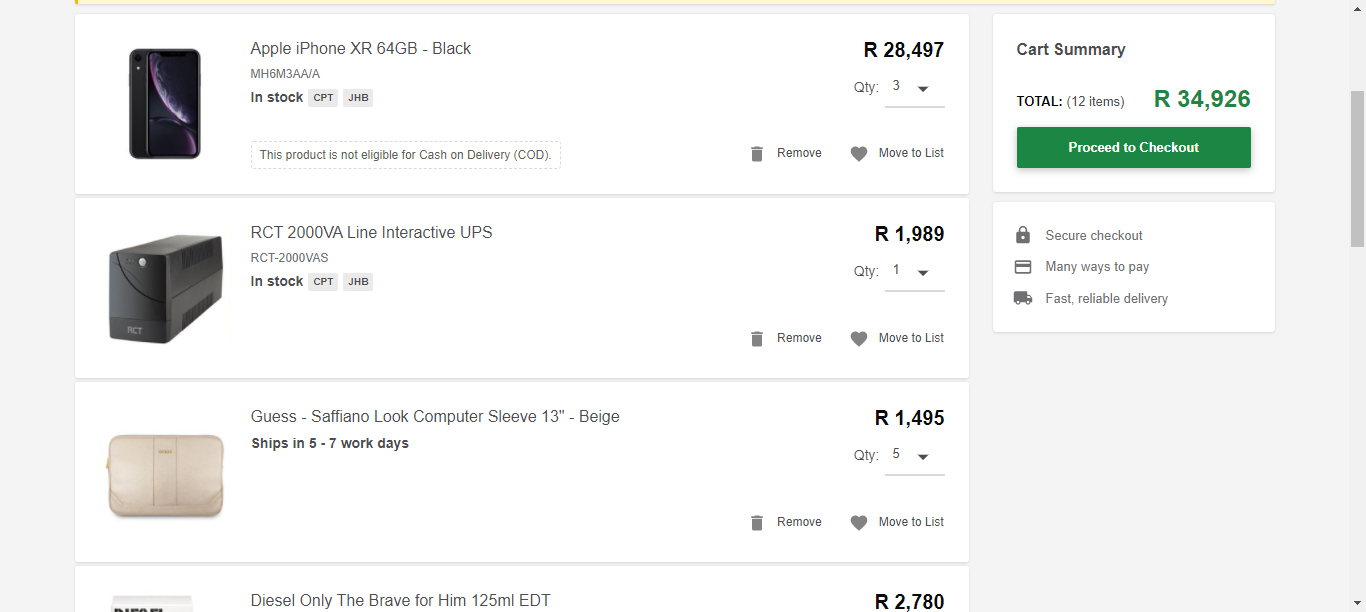 Apple iPhone XR 64GB - Black
MH6M3AA/A
In stock CPT JHB
This product is not eligible for Cash on Delivery (COD).
R 28,497
Qty: 3
Remove Move to List
RCT 2000VA Line Interactive UPS
RCT-2000VAS
In stock CPT JHB
RCT
R 1,989
Qty: 1
Remove Move to List
Guess - Saffiano Look Computer Sleeve 13" - Beige
Ships in 5 - 7 work days
R 1,495
Qty: 5
Remove Move to List
Diesel Only The Brave for Him 125ml EDT
DIESEL
R 2,780
Cart Summary
TOTAL: (12 items) R 34,926
Proceed to Checkout
Secure checkout
Many ways to pay
Fast, reliable delivery